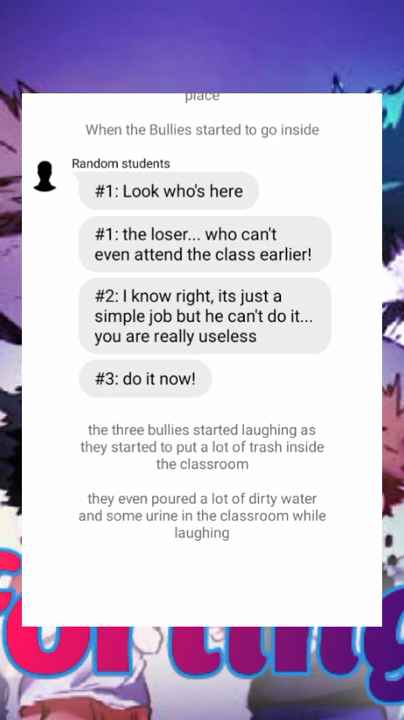 place
When the Bullies started to go inside
Random students
#1: Look who's here
#1: the loser... who can't
even attend the class earlier!
#2: I know right, its just a
simple job but he can't do it...
you are really useless
#3: do it now!
the three bullies started laughing as
they started to put a lot of trash inside
the classroom
they even poured a lot of dirty water
and some urine in the classroom while
laughing